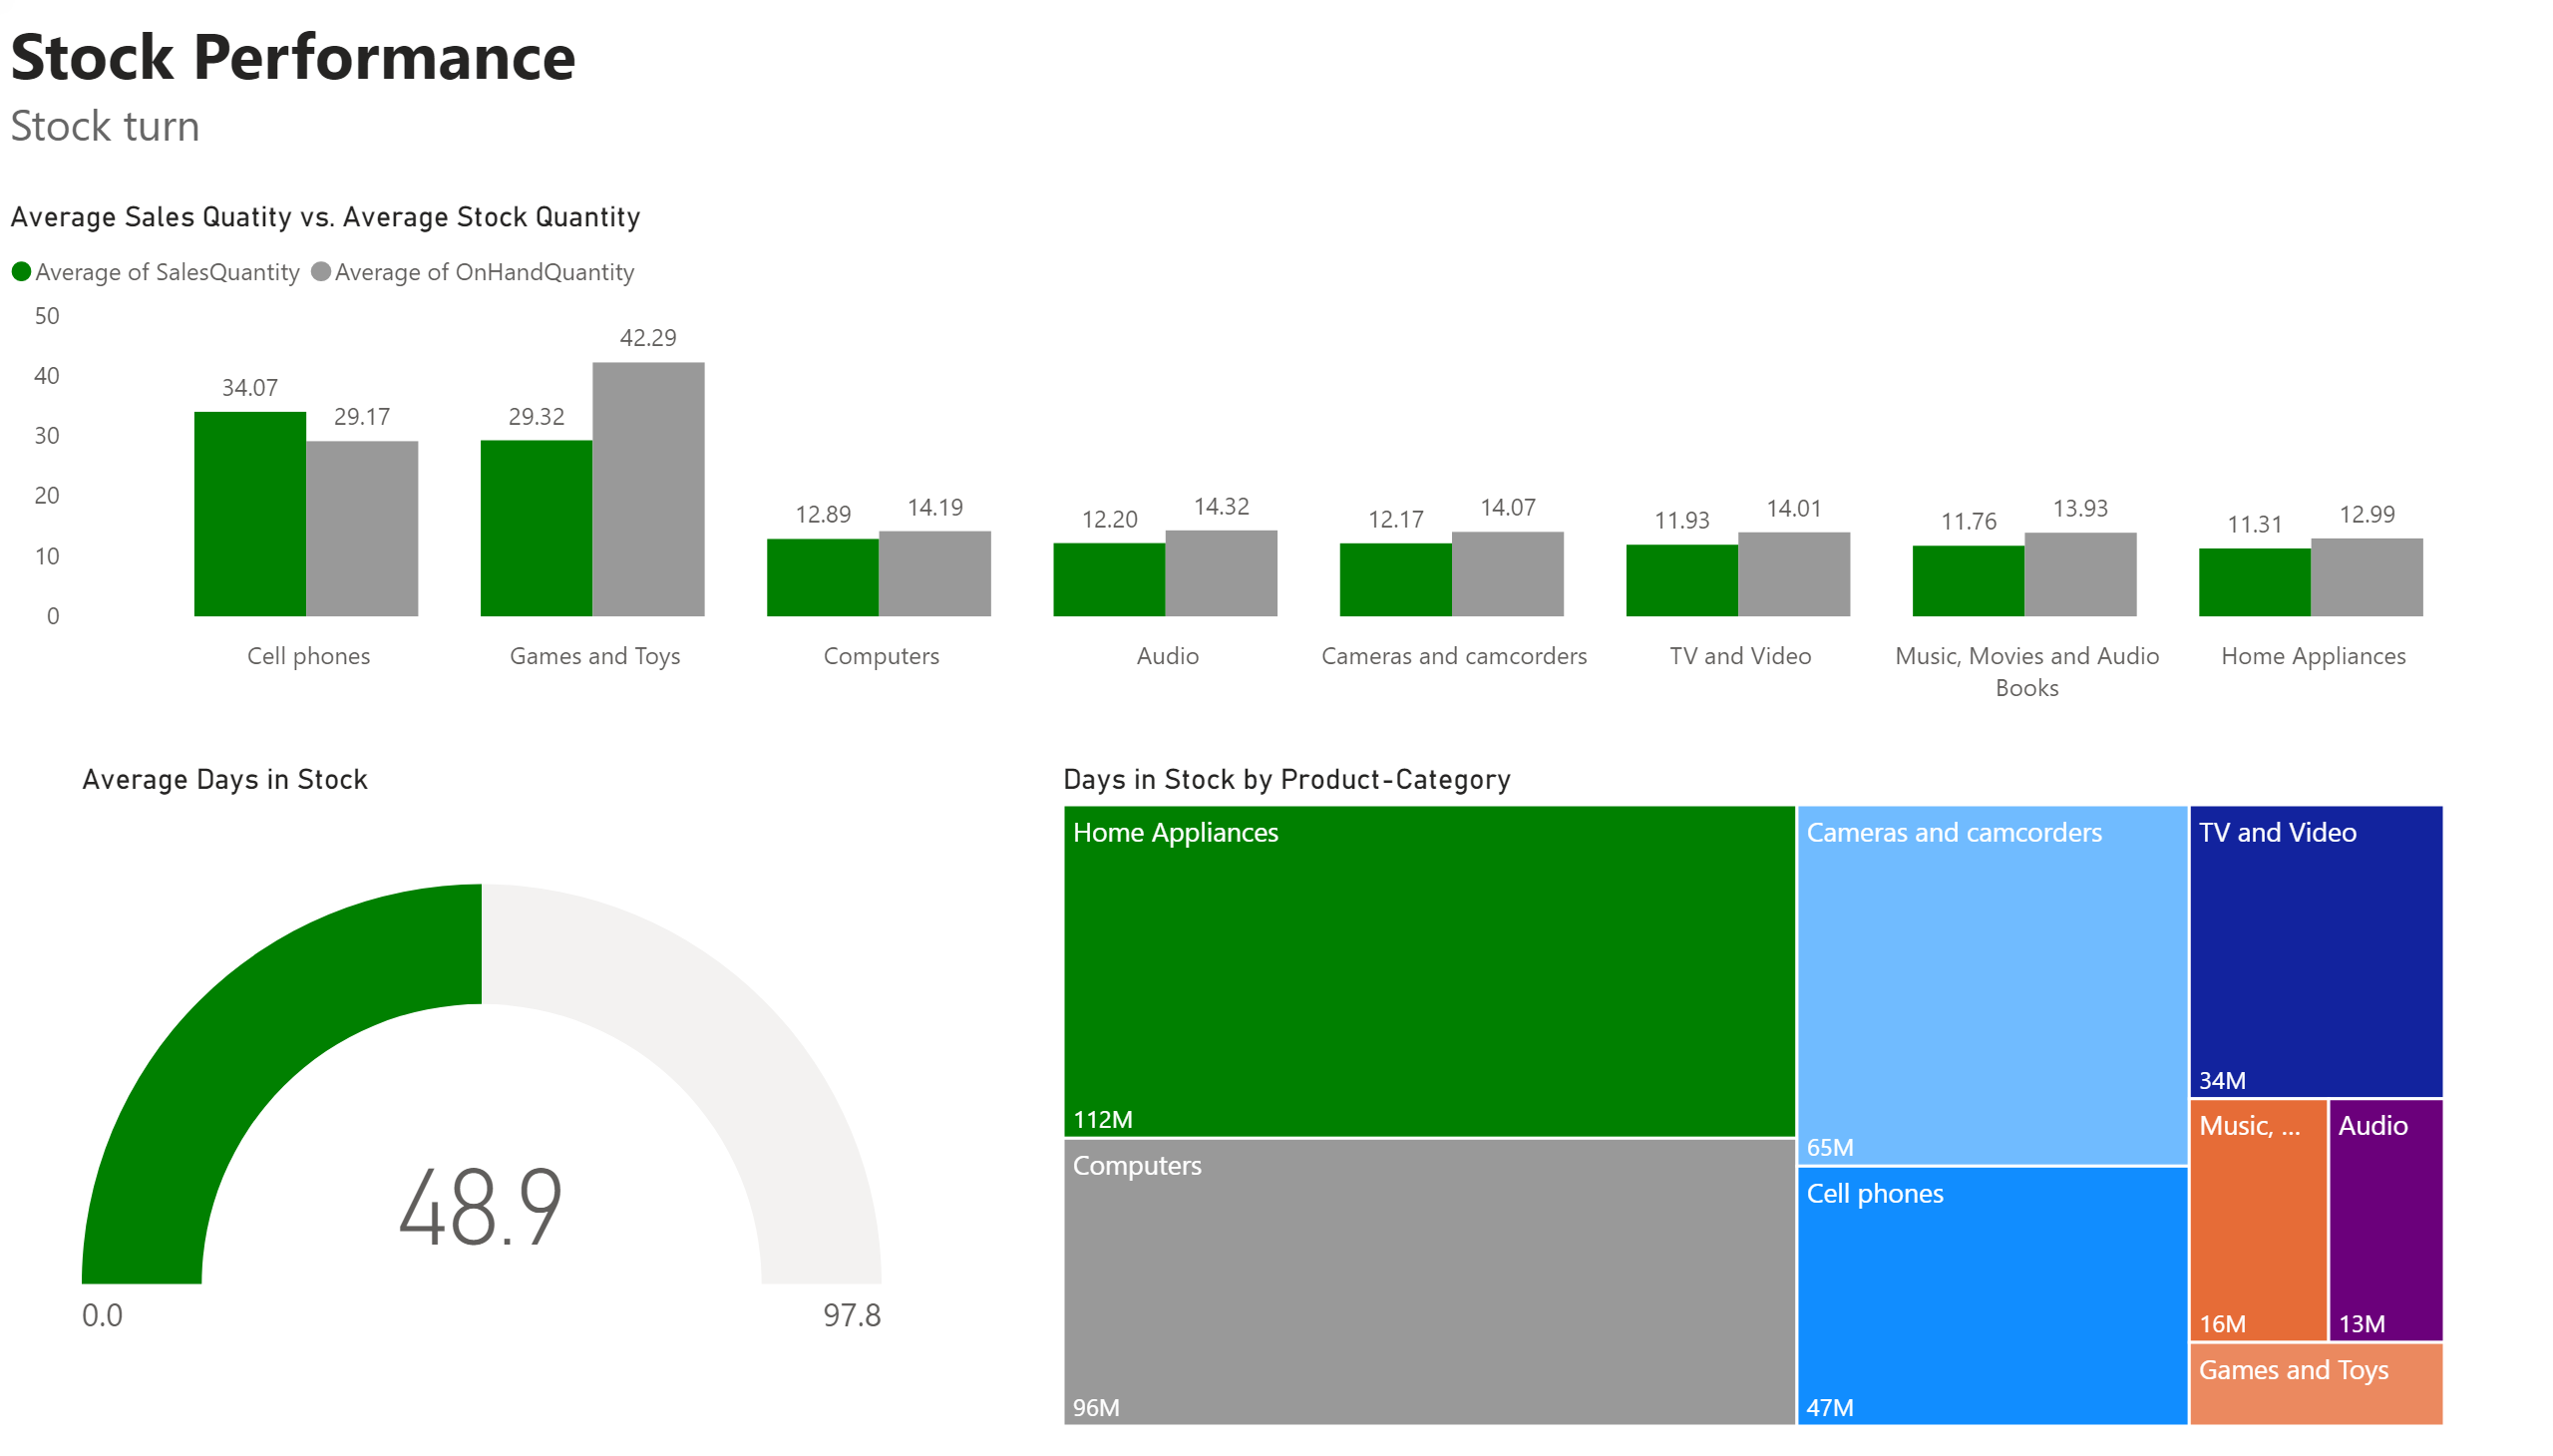 Stock Performance
Stock turn
Average Sales Quatity vs. Average Stock Quantity
Average of SalesQuantity Average of OnHandQuantity
50
40
30
20
10
0
34.07
29.17
29.32
42.29
12.89
14.19
12.20
14.32
12.17
14.07
11.93
14.01
11.76
13.93
11.31
12.99
Cell phones
Games and Toys
Computers
Audio
Cameras and camcorders
TV and Video
Music, Movies and Audio
Books
Home Appliances
Average Days in Stock
48.9
0.0
97.8
Days in Stock by Product-Category
Home Appliances
112M
Computers
96M
Cameras and camcorders
65M
Cell phones
47M
TV and Video
34M
Music, ...
16M
Audio
13M
Games and Toys